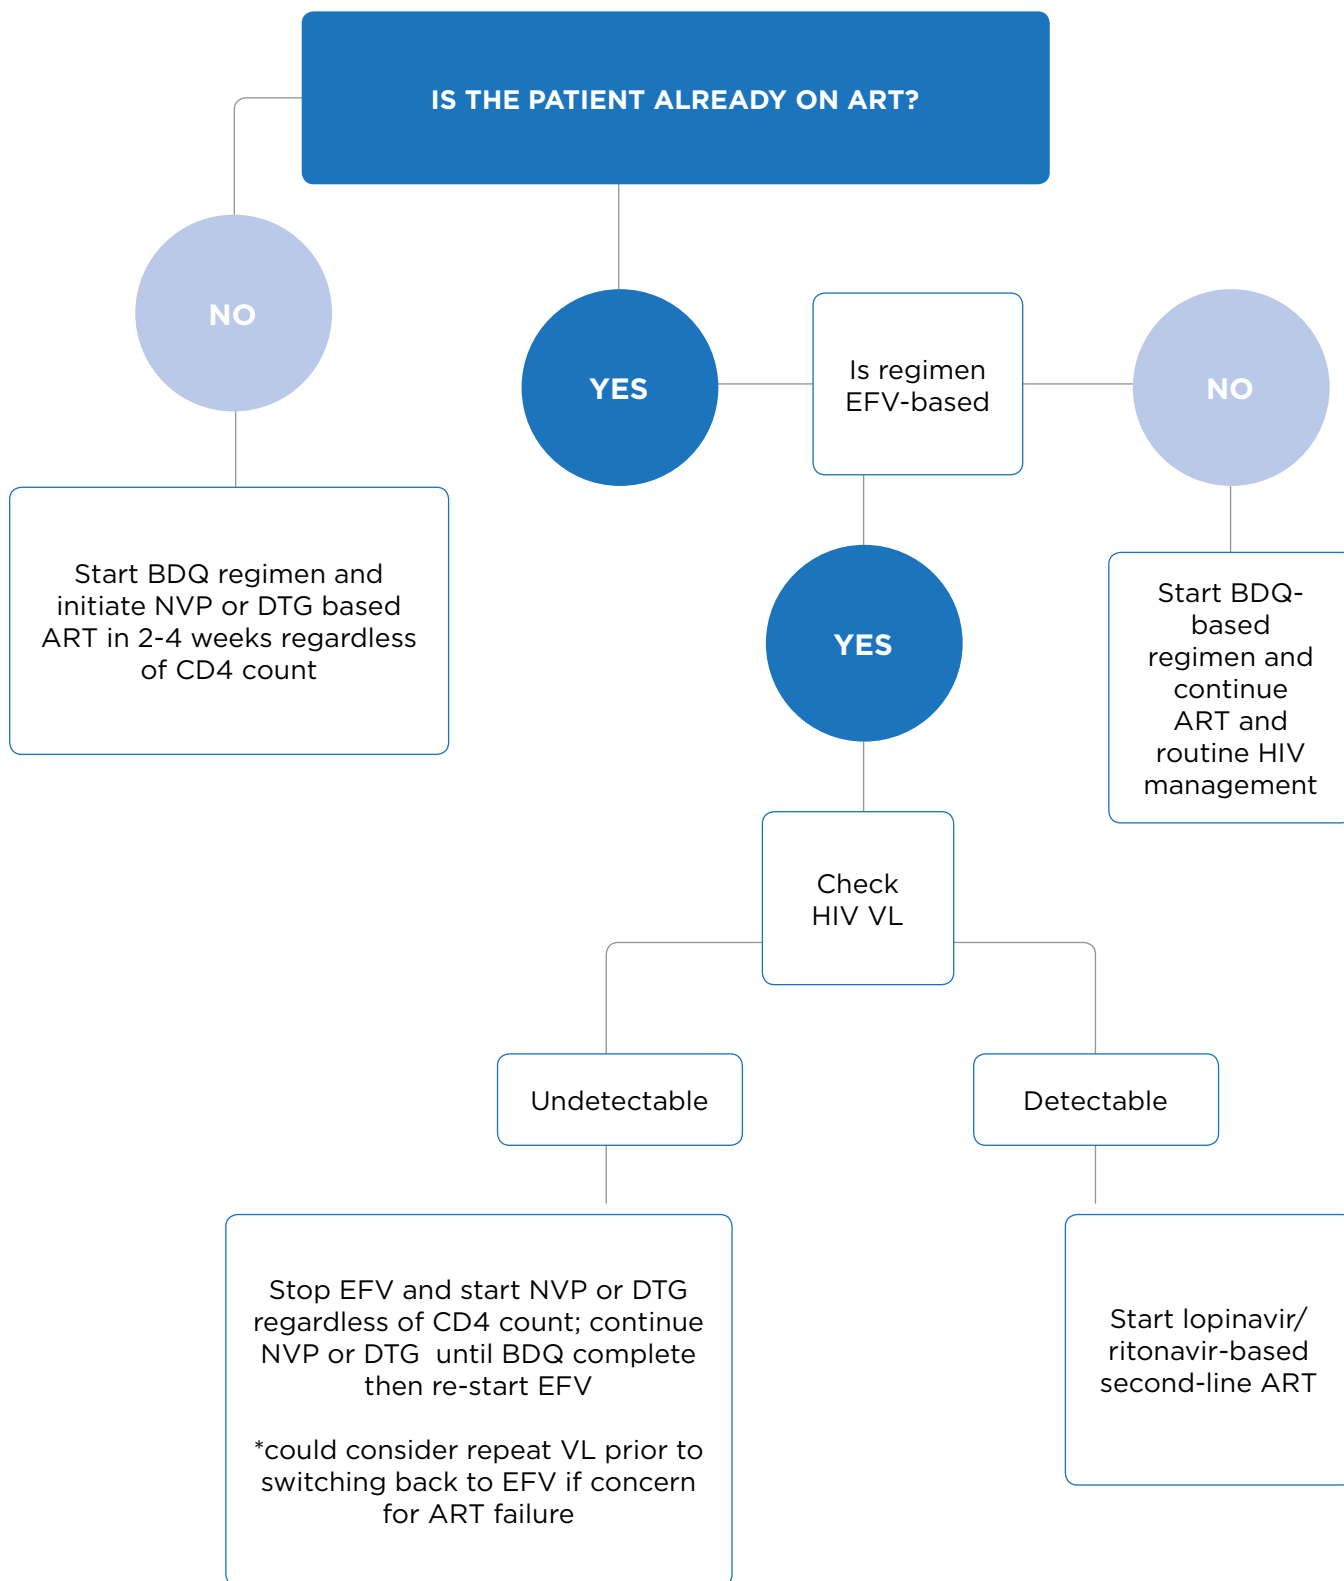 IS THE PATIENT ALREADY ON ART?
NO
YES
Is regimen
EFV-based
NO
Start BDQ regimen and
initiate NVP or DTG based
ART in 2-4 weeks regardless
of CD4 count
YES
Start BDQ-
based
regimen and
continue
ART and
routine HIV
management
Check
HIV VL
Undetectable
Detectable
Stop EFV and start NVP or DTG
regardless of CD4 count; continue
NVP or DTG until BDQ complete
then re-start EFV
*could consider repeat VL prior to
switching back to EFV if concern
for ART failure
Start lopinavir/
ritonavir-based
second-line ART